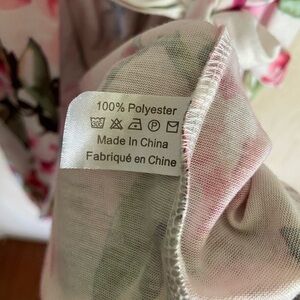 100% Polyester
Made In China
Fabriqué en Chine